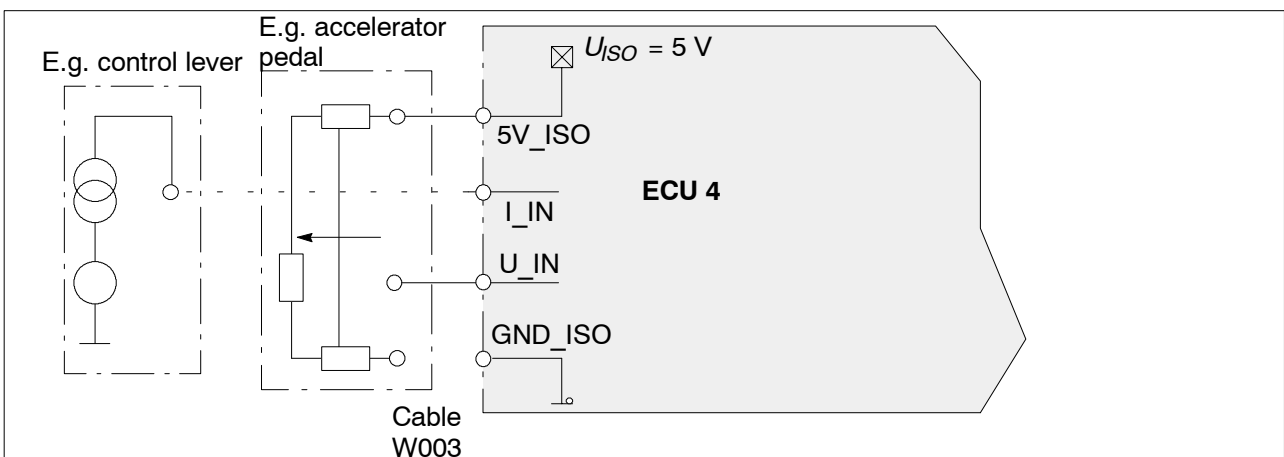 E.g. control lever
E.g. accelerator
pedal
U_ISO = 5 V
5V_ISO
ECU 4
I_IN
U_IN
GND_ISO
Cable
W003